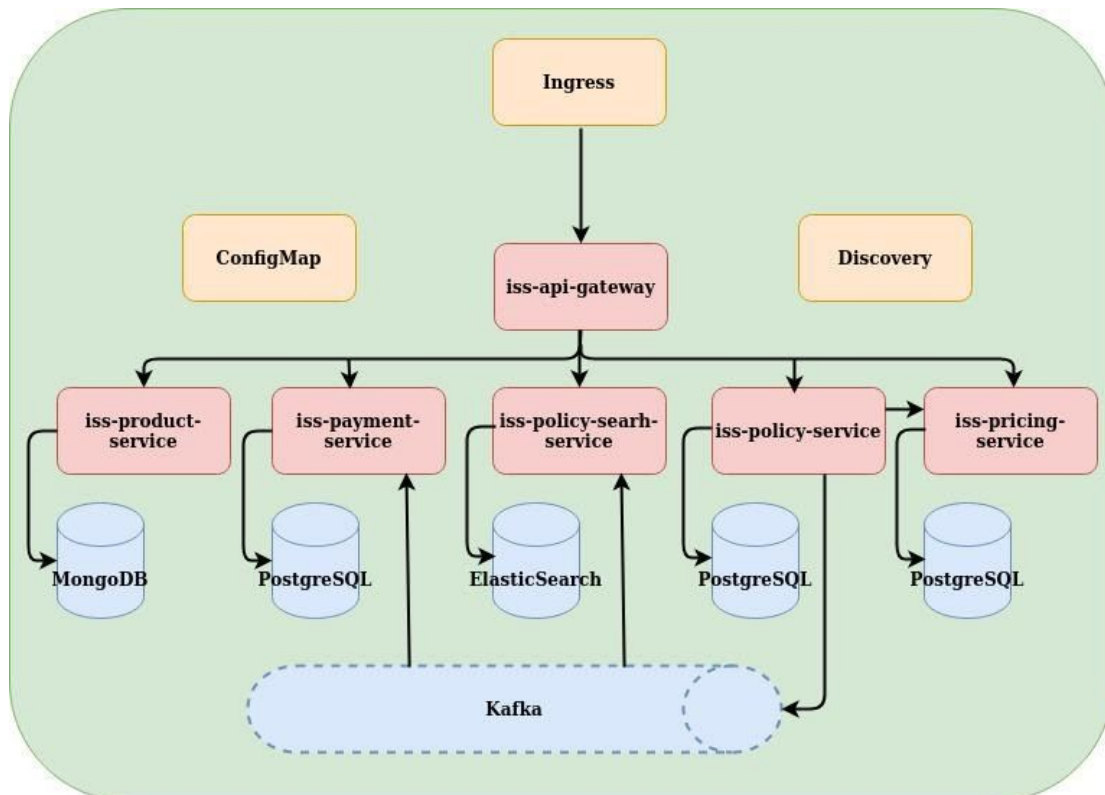 Ingress
ConfigMap
Discovery
iss-api-gateway
iss-product-
service
iss-payment-
service
iss-policy-searh-
service
iss-policy-service
iss-pricing-
service
MongoDB
PostgreSQL
ElasticSearch
PostgreSQL
PostgreSQL
Kafka